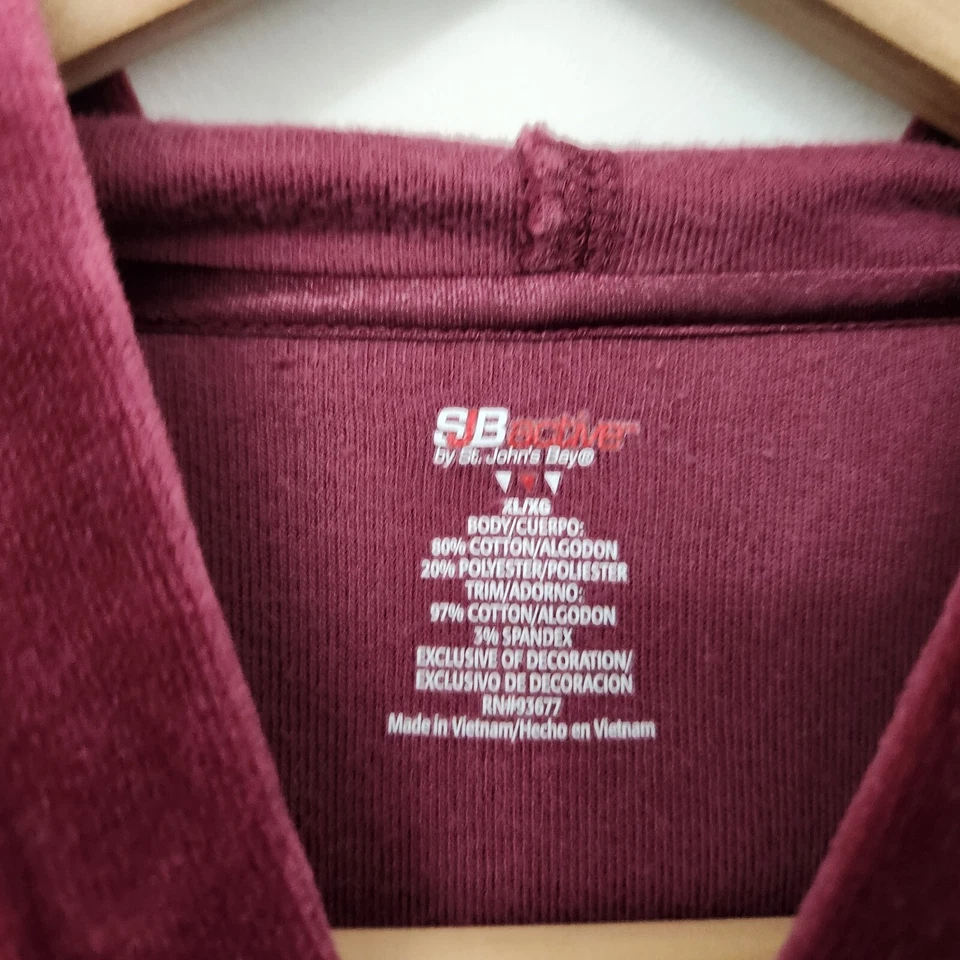 SJBactive™
by St. John's Bay®
XL/XG
BODY/CUERPO:
80% COTTON/ALGODON
20% POLYESTER/POLIESTER
TRIM/ADORNO:
97% COTTON/ALGODON
3% SPANDEX
EXCLUSIVE OF DECORATION/
EXCLUSIVO DE DECORACION
RN#93677
Made in Vietnam/Hecho en Vietnam